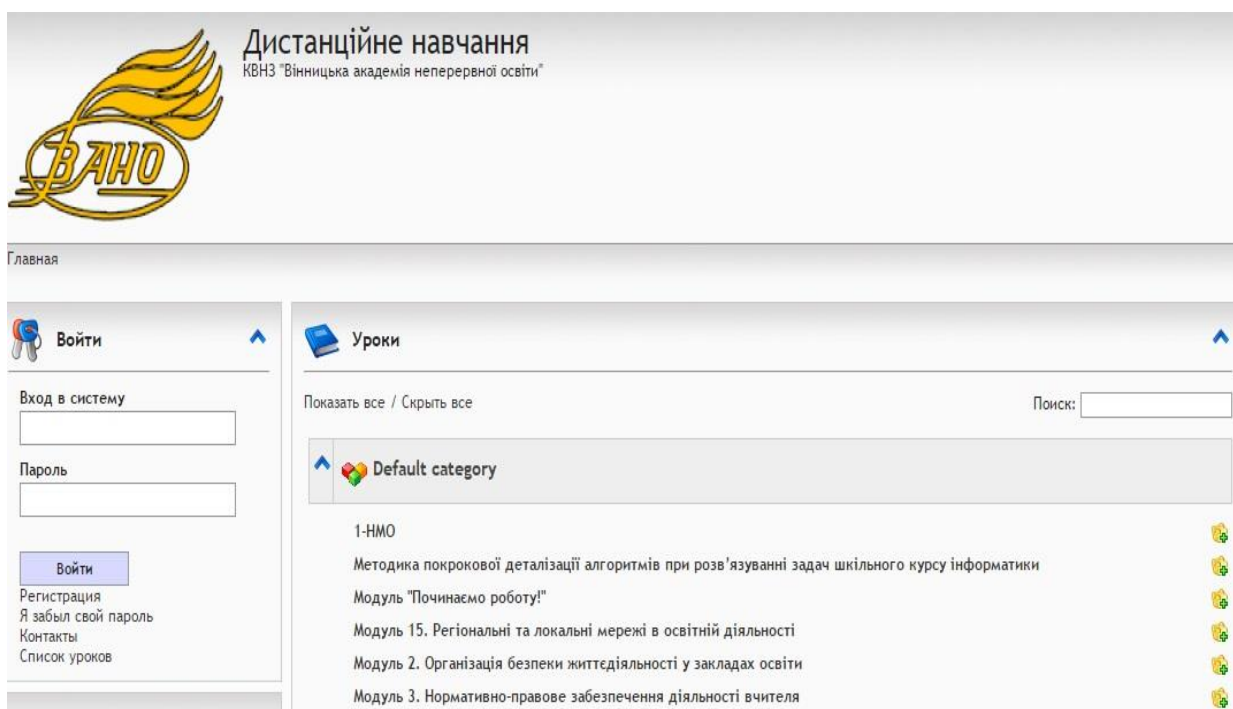 Дистанційне навчання
КВНЗ "Вінницька академія неперервної освіти"
ВАНО
Главная
Войти
Вход в систему
Пароль
Войти
Регистрация
Я забыл свой пароль
Контакты
Список уроков
Уроки
Показать все / Скрыть все
Поиск:
Default category
1-НМО
Методика покрокової деталізації алгоритмів при розв'язуванні задач шкільного курсу інформатики
Модуль "Починаємо роботу!"
Модуль 15. Регіональні та локальні мережі в освітній діяльності
Модуль 2. Організація безпеки життєдіяльності у закладах освіти
Модуль 3. Нормативно-правове забезпечення діяльності вчителя